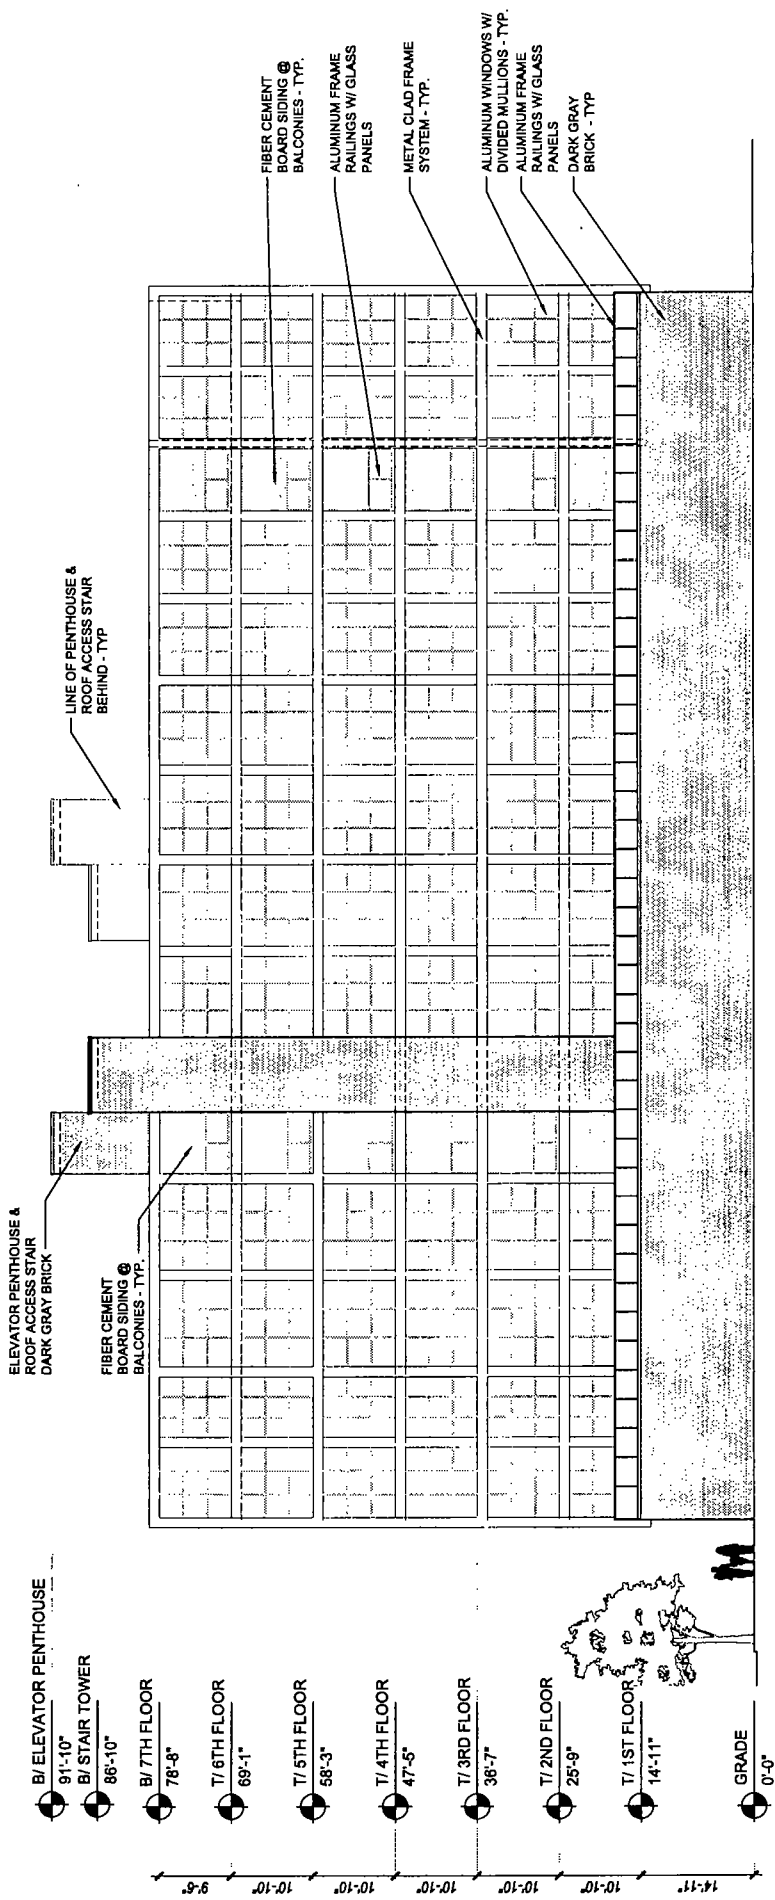 B/ ELEVATOR PENTHOUSE
91'-10"
B/ STAIR TOWER
86'-10"
B/ 7TH FLOOR
78'-8"
T/ 6TH FLOOR
69'-1"
T/ 5TH FLOOR
58'-3"
T/ 4TH FLOOR
47'-5"
T/ 3RD FLOOR
36'-7"
T/ 2ND FLOOR
25'-9"
T/ 1ST FLOOR
14'-11"
GRADE
0'-0"
9'-6"
10'-10"
10'-10"
10'-10"
10'-10"
10'-10"
14'-11"
ELEVATOR PENTHOUSE &
ROOF ACCESS STAIR
DARK GRAY BRICK
FIBER CEMENT
BOARD SIDING @
BALCONIES - TYP.
LINE OF PENTHOUSE &
ROOF ACCESS STAIR
BEHIND - TYP
FIBER CEMENT
BOARD SIDING @
BALCONIES - TYP.
ALUMINUM FRAME
RAILINGS W/ GLASS
PANELS
METAL CLAD FRAME
SYSTEM - TYP.
ALUMINUM WINDOWS W/
DIVIDED MULLIONS - TYP.
ALUMINUM FRAME
RAILINGS W/ GLASS
PANELS
DARK GRAY
BRICK - TYP